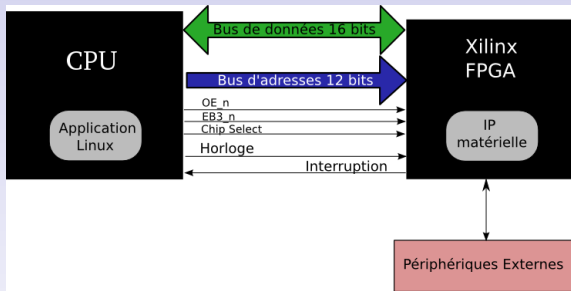 Bus de données 16 bits
CPU
Xilinx
FPGA
Bus d'adresses 12 bits
OE_n
EB3_n
Chip Select
Application
Linux
IP
matérielle
Horloge
Interruption
Périphériques Externes